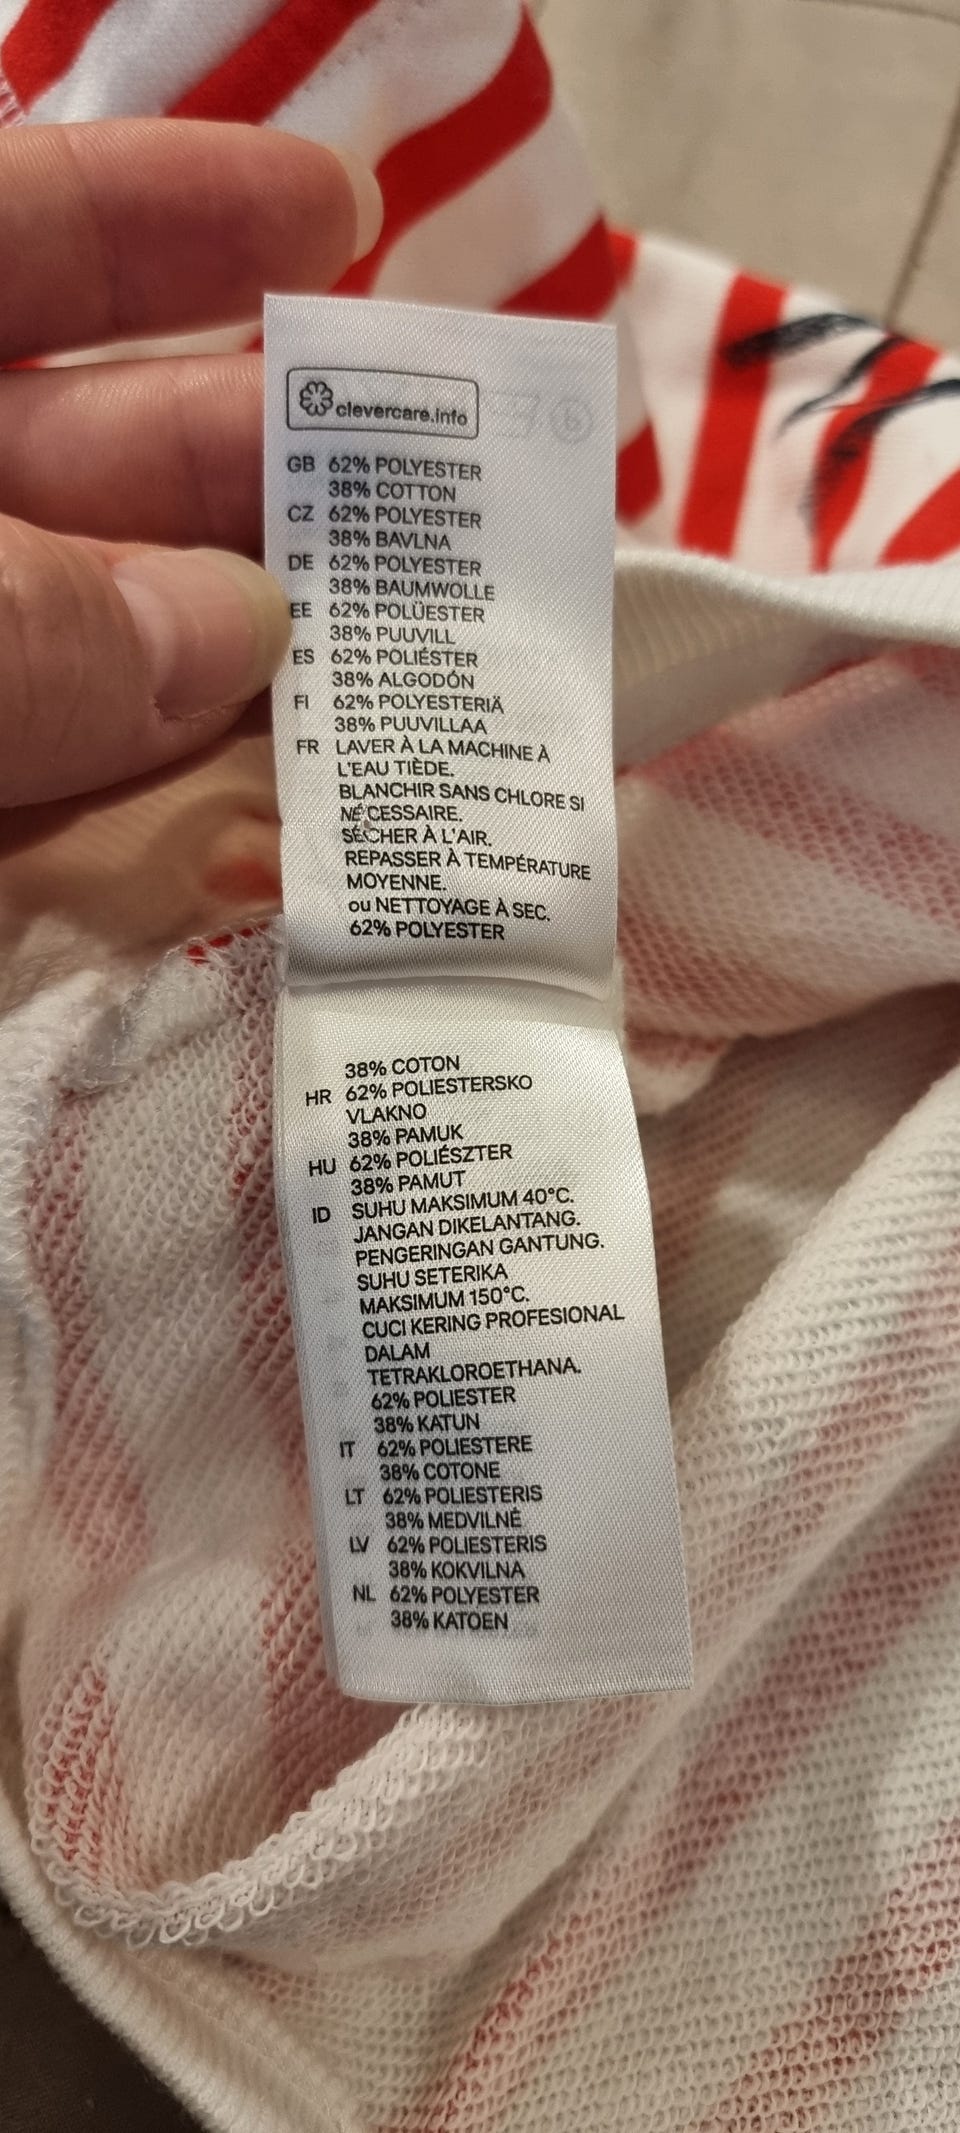 clevercare.info
GB 62% POLYESTER
38% COTTON
CZ 62% POLYESTER
38% BAVLNA
DE 62% POLYESTER
38% BAUMWOLLE
EE 62% POLÜESTER
38% PUUVILL
ES 62% POLIÉSTER
38% ALGODÓN
FI 62% POLYESTERIÄ
38% PUUVILLAA
FR LAVER À LA MACHINE À
L'EAU TIÈDE.
BLANCHIR SANS CHLORE SI
NÉCESSAIRE.
SÉCHER À L'AIR.
REPASSER À TEMPÉRATURE
MOYENNE.
ou NETTOYAGE À SEC.
62% POLYESTER
38% COTON
HR 62% POLIESTERSKO
VLAKNO
38% PAMUK
HU 62% POLIÉSZTER
38% PAMUT
ID SUHU MAKSIMUM 40°C.
JANGAN DIKELANTANG.
PENGERINGAN GANTUNG.
SUHU SETERIKA
MAKSIMUM 150°C.
CUCI KERING PROFESIONAL
DALAM
TETRAKLOROETHANA.
62% POLIESTER
38% KATUN
IT 62% POLIESTERE
38% COTONE
LT 62% POLIESTERIS
38% MEDVILNĖ
LV 62% POLIESTERIS
38% KOKVILNA
NL 62% POLYESTER
38% KATOEN